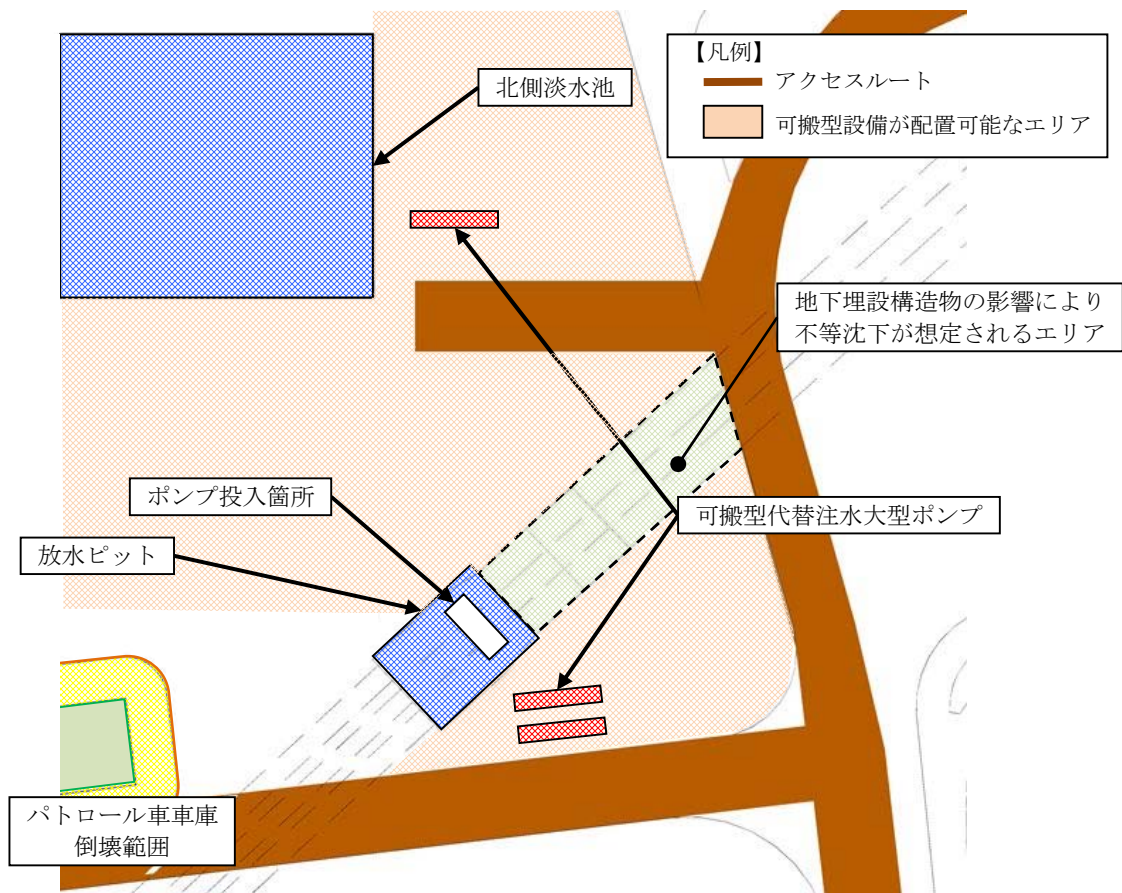 【凡例】
アクセスルート
可搬型設備が配置可能なエリア
北側淡水池
地下埋設構造物の影響により
不等沈下が想定されるエリア
ポンプ投入箇所
可搬型代替注水大型ポンプ
放水ピット
パトロール車車庫
倒壊範囲